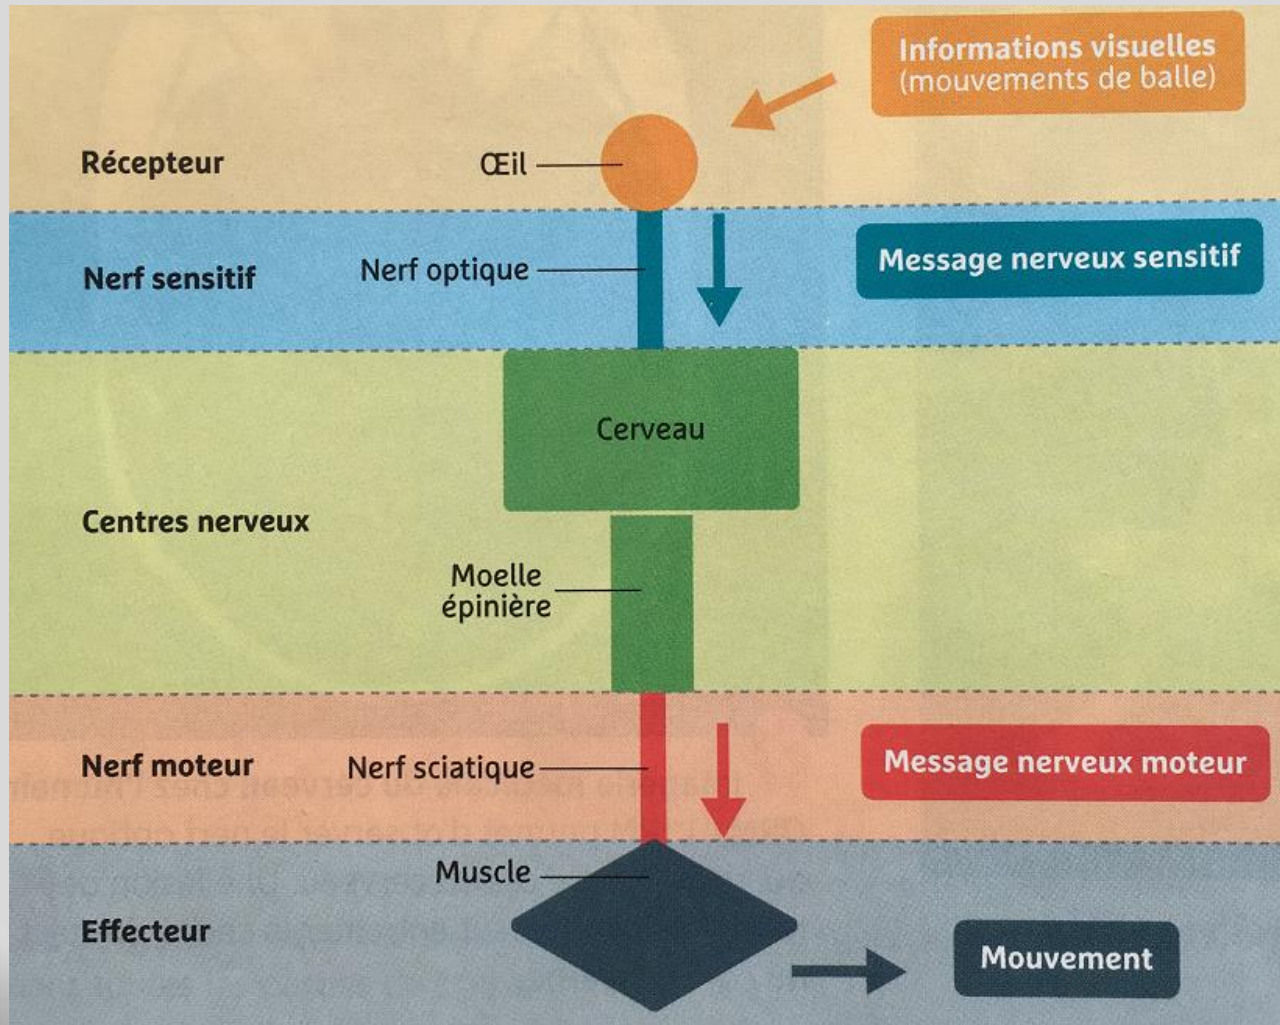 Informations visuelles
(mouvements de balle)
Récepteur
Œil
Nerf sensitif
Nerf optique
Message nerveux sensitif
Cerveau
Centres nerveux
Moelle
épinière
Nerf moteur
Nerf sciatique
Message nerveux moteur
Muscle
Effecteur
Mouvement